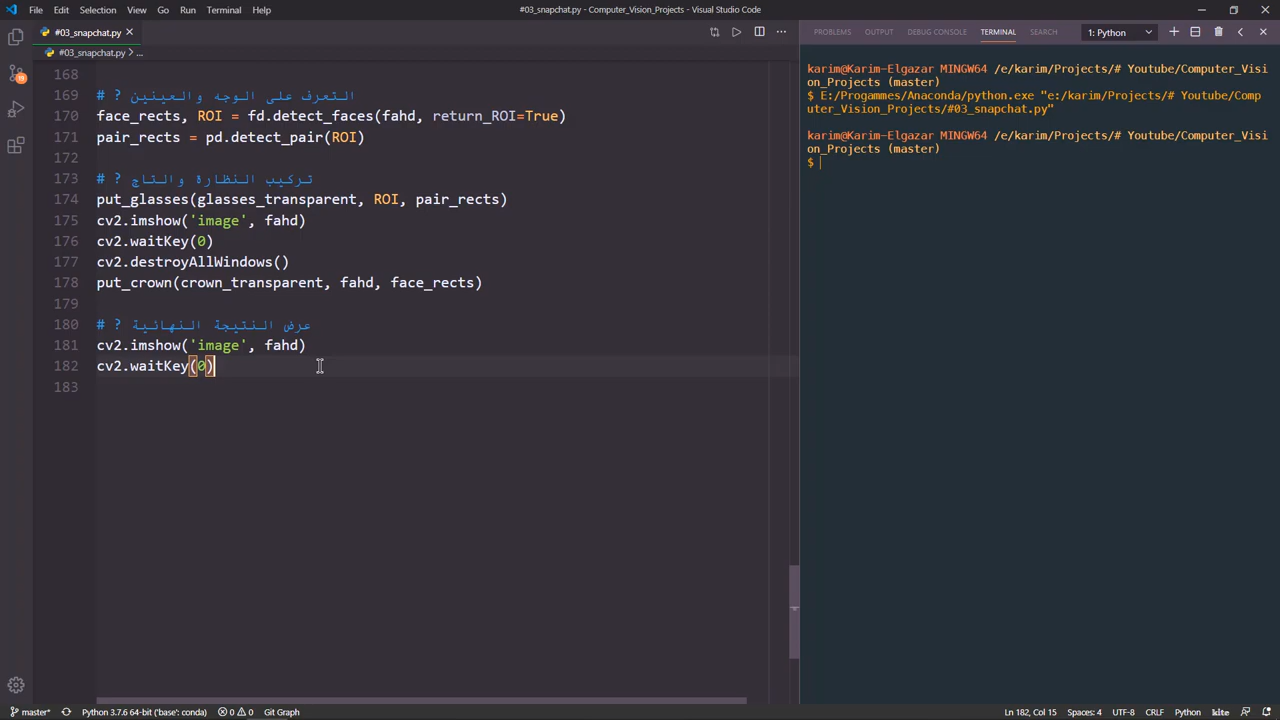 File Edit Selection View Go Run Terminal Help
#03_snapchat.py - Computer_Vision_Projects - Visual Studio Code
#03_snapchat.py
PROBLEMS OUTPUT DEBUG CONSOLE TERMINAL SEARCH 1: Python
#03_snapchat.py > ...
168
169 # ? التعرف على الوجه والعينين
170 face_rects, ROI = fd.detect_faces(fahd, return_ROI=True)
171 pair_rects = pd.detect_pair(ROI)
172
173 # ? تركيب النظارة والتاج
174 put_glasses(glasses_transparent, ROI, pair_rects)
175 cv2.imshow('image', fahd)
176 cv2.waitKey(0)
177 cv2.destroyAllWindows()
178 put_crown(crown_transparent, fahd, face_rects)
179
180 # ? عرض النتيجة النهائية
181 cv2.imshow('image', fahd)
182 cv2.waitKey(0)
183
karim@Karim-Elgazar MINGW64 /e/karim/Projects/# Youtube/Computer_Visi
on_Projects (master)
$ E:/Progammes/Anaconda/python.exe "e:/karim/Projects/# Youtube/Comp
uter_Vision_Projects/#03_snapchat.py"
karim@Karim-Elgazar MINGW64 /e/karim/Projects/# Youtube/Computer_Visi
on_Projects (master)
$
master* Python 3.7.6 64-bit ('base': conda) 0 0 Git Graph Ln 182, Col 15 Spaces: 4 UTF-8 CRLF Python kite